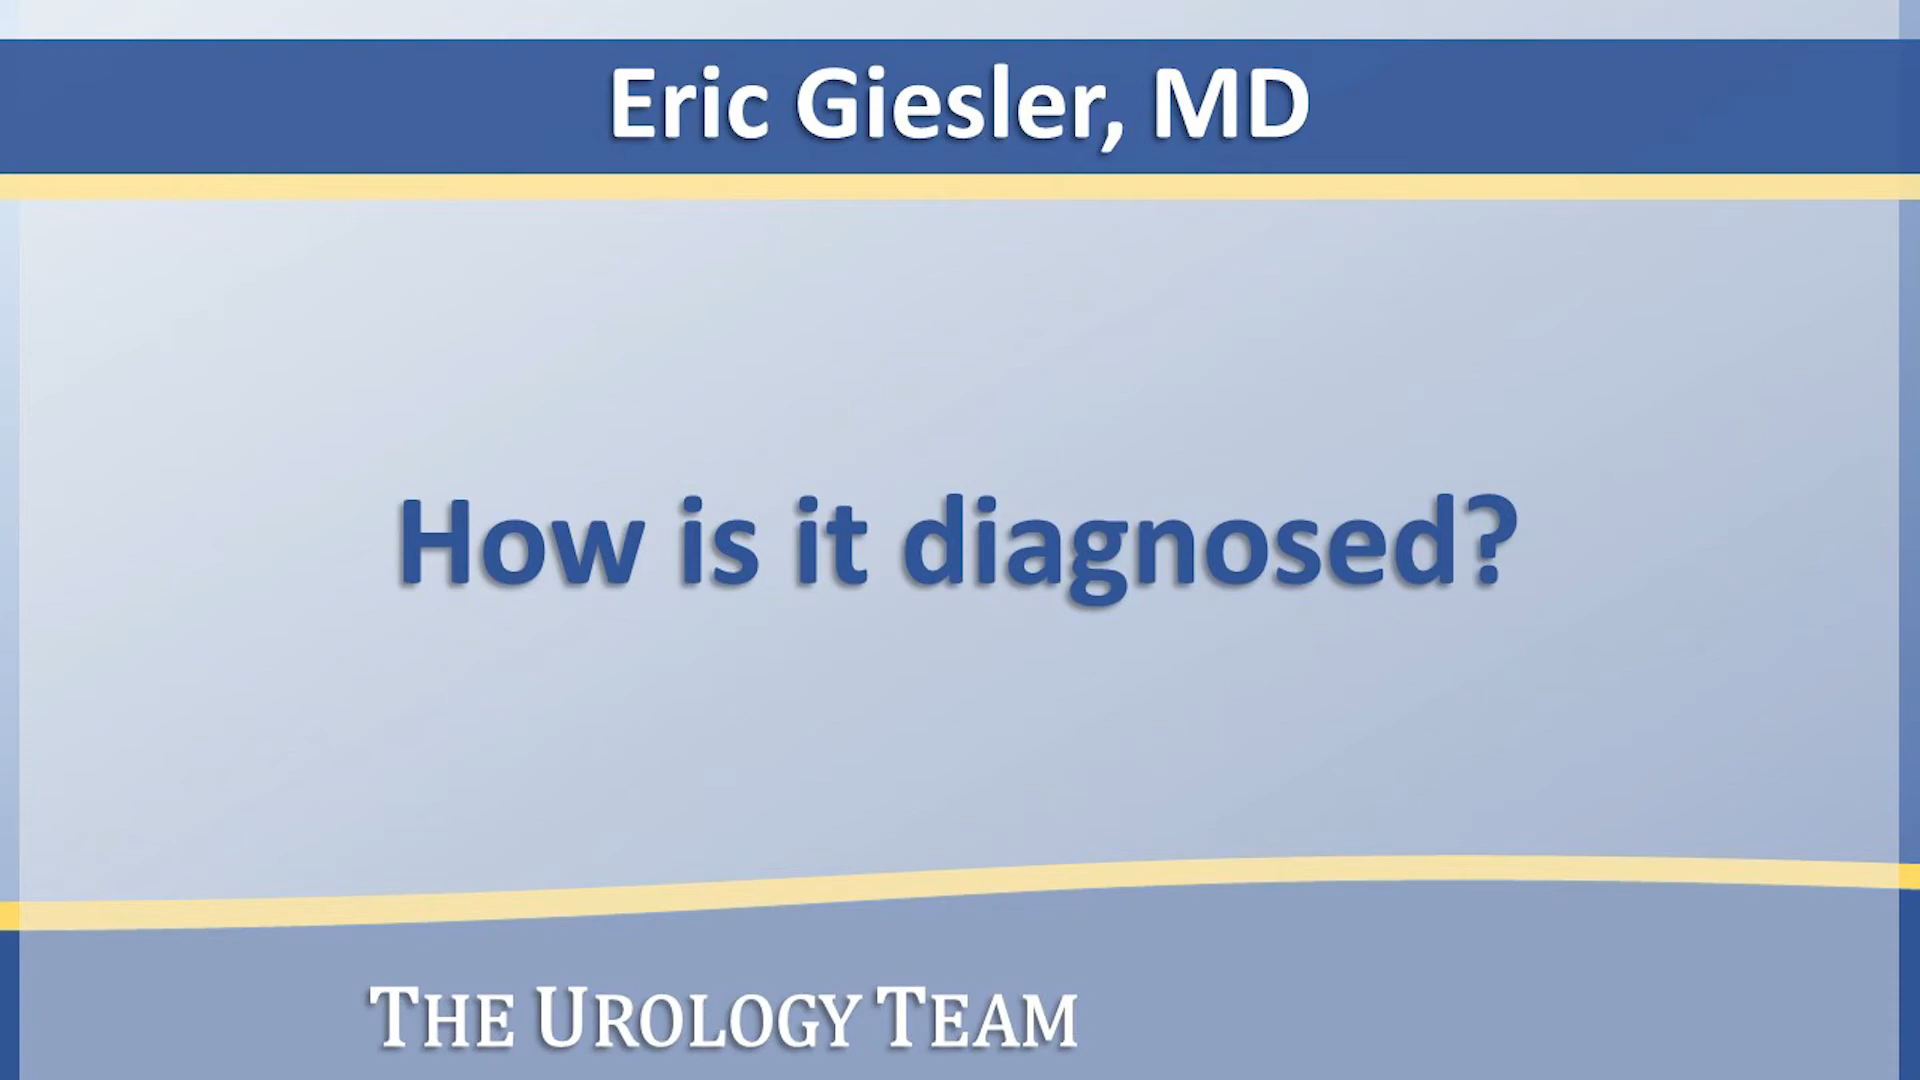 Eric Giesler, MD
How is it diagnosed?
THE UROLOGY TEAM